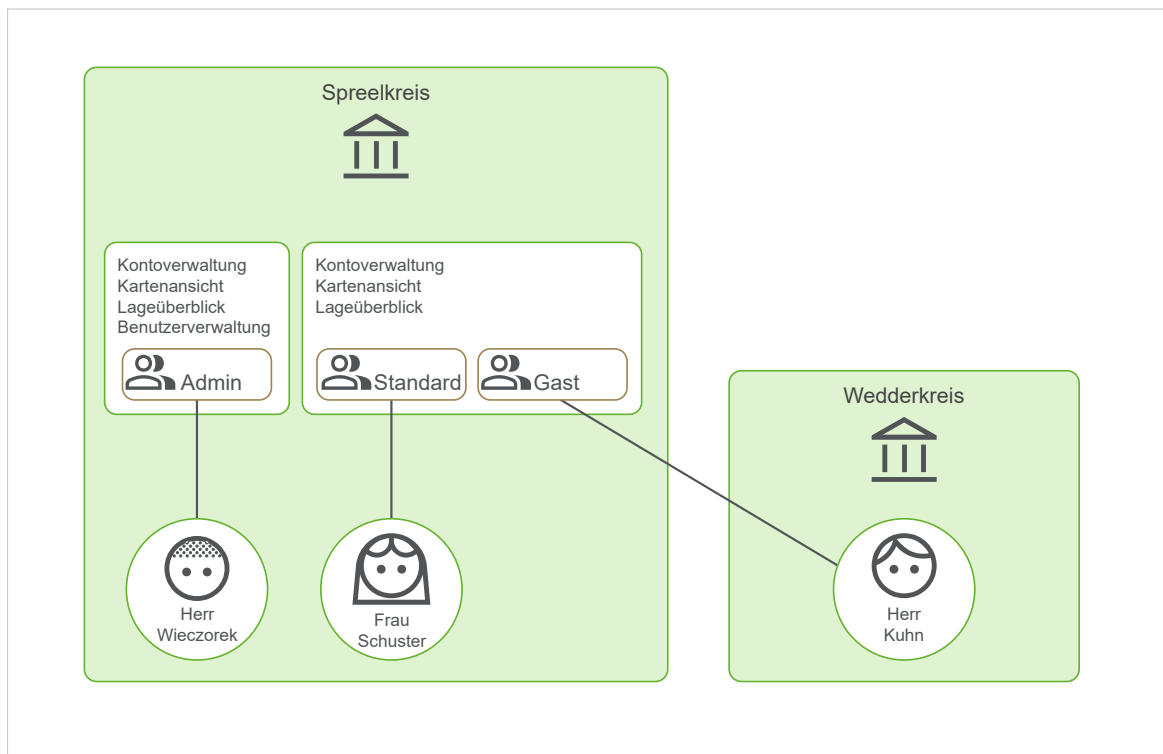 Spreelkreis
Kontoverwaltung
Kartenansicht
Lageüberblick
Benutzerverwaltung
Admin
Kontoverwaltung
Kartenansicht
Lageüberblick
Standard
Gast
Herr
Wieczorek
Frau
Schuster
Wedderkreis
Herr
Kuhn